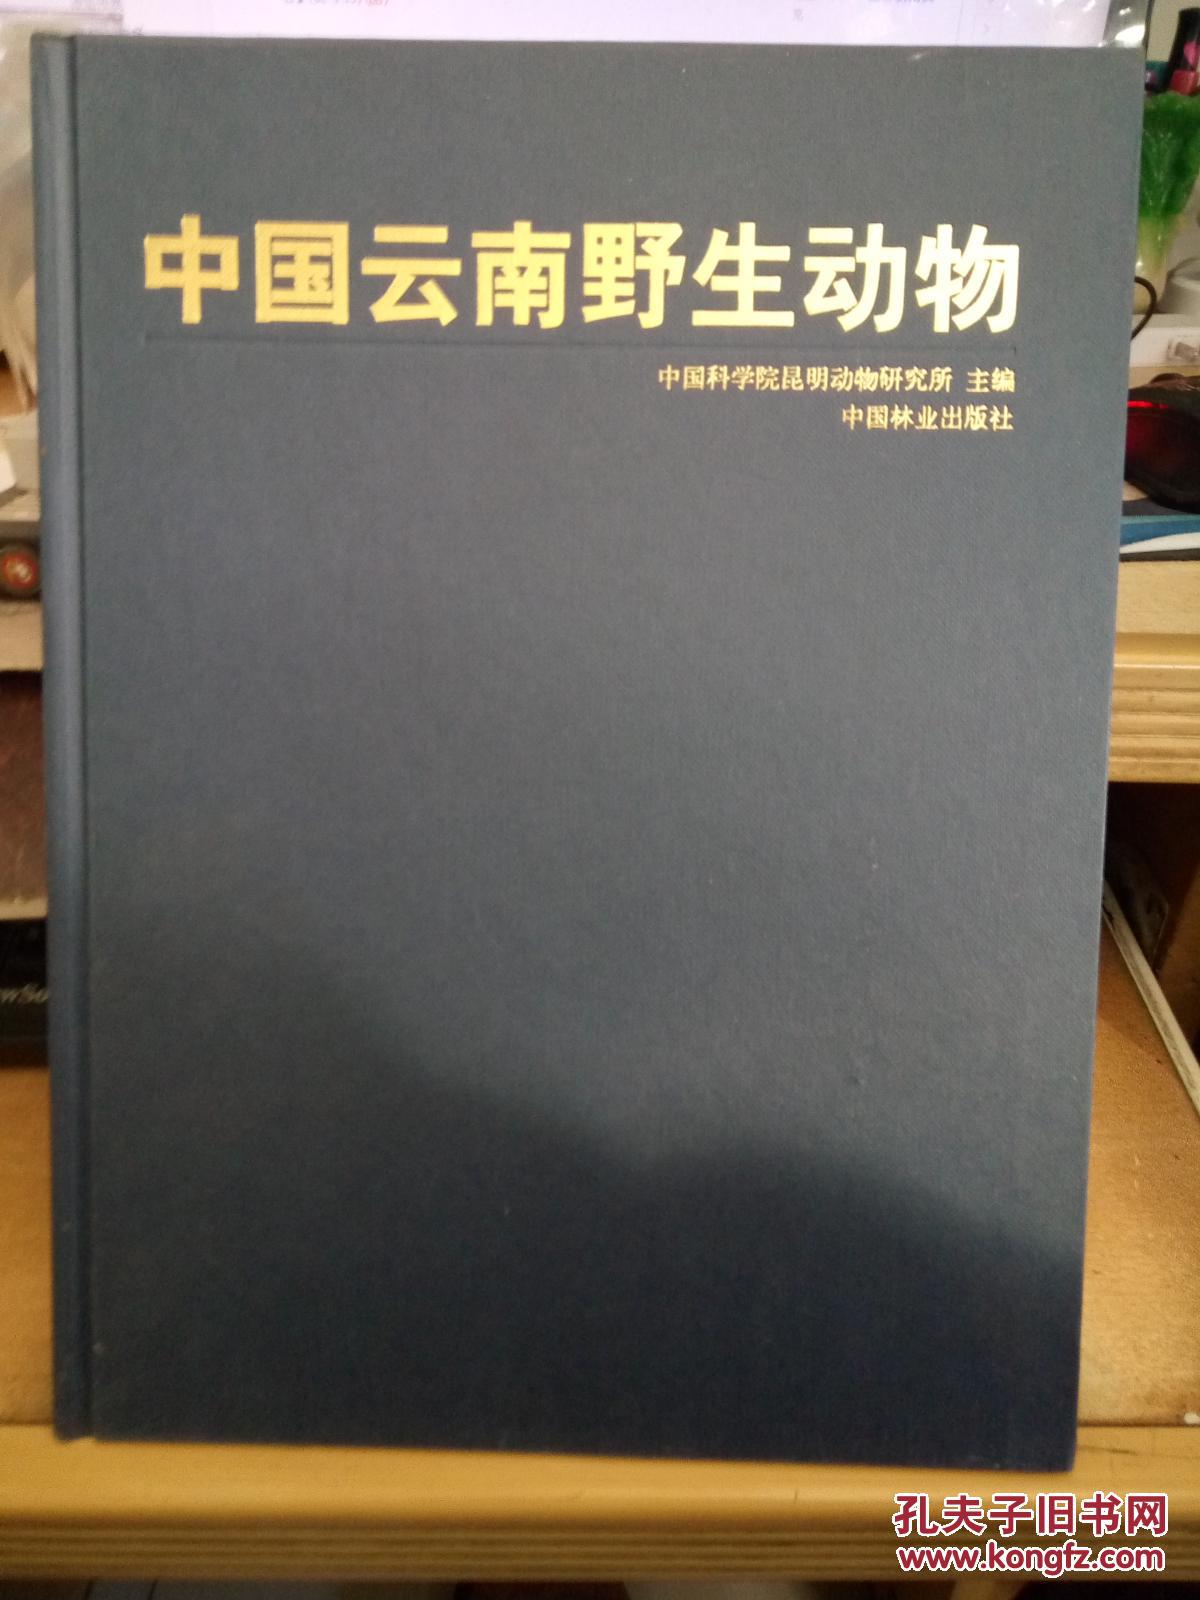 中国云南野生动物
中国科学院昆明动物研究所 主编
中国林业出版社
孔夫子旧书网
www.kongfz.com